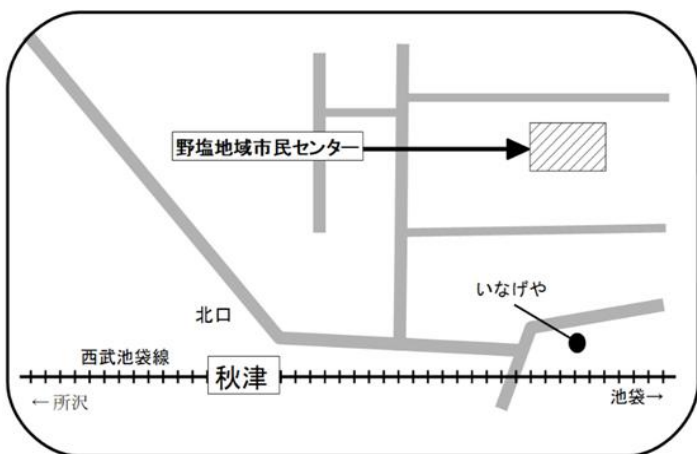 野塩地域市民センター
いなげや
北口
西武池袋線
秋津
←所沢
池袋→